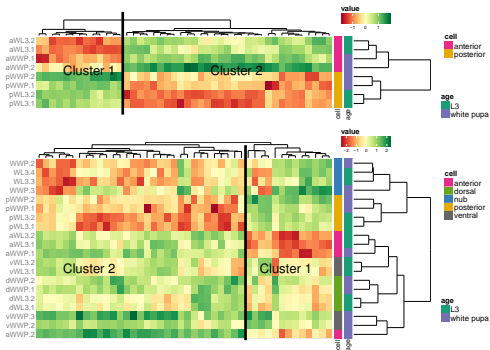 value
-1 0 1
aWL3.2
aWL3.1
aWWP.1
aWWP.2
pWWP.2
pWWP.1
pWL3.2
pWL3.1
Cluster 1
Cluster 2
cell
age
cell
anterior
posterior
age
L3
white pupa
value
-2 -1 0 1 2
WWP.2
WL3.4
WL3.3
WWP.3
pWWP.2
pWWP.1
pWL3.2
pWL3.1
aWL3.2
aWL3.1
aWWP.1
vWL3.2
vWL3.1
dWWP.2
dWWP.1
dWL3.2
dWL3.1
vWWP.3
vWWP.2
aWWP.2
Cluster 2
Cluster 1
cell
age
cell
anterior
dorsal
nub
posterior
ventral
age
L3
white pupa